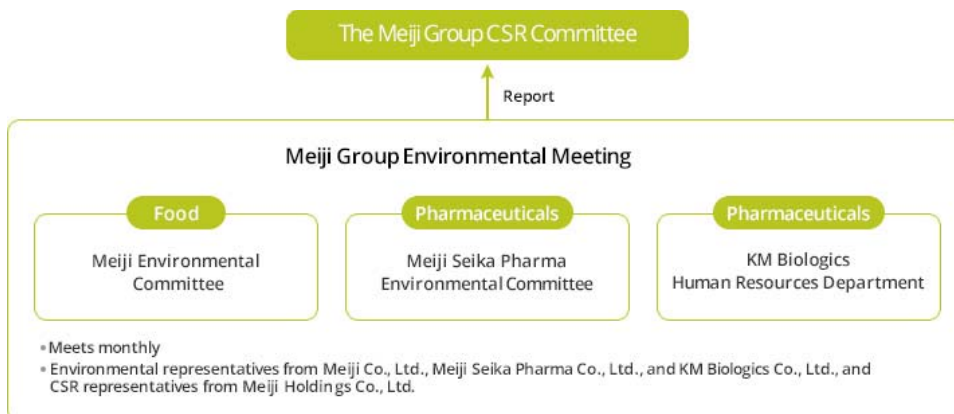 The Meiji Group CSR Committee
Report
Meiji Group Environmental Meeting
Food
Meiji Environmental
Committee
Pharmaceuticals
Meiji Seika Pharma
Environmental Committee
Pharmaceuticals
KM Biologics
Human Resources Department
• Meets monthly
• Environmental representatives from Meiji Co., Ltd., Meiji Seika Pharma Co., Ltd., and KM Biologics Co., Ltd., and
CSR representatives from Meiji Holdings Co., Ltd.